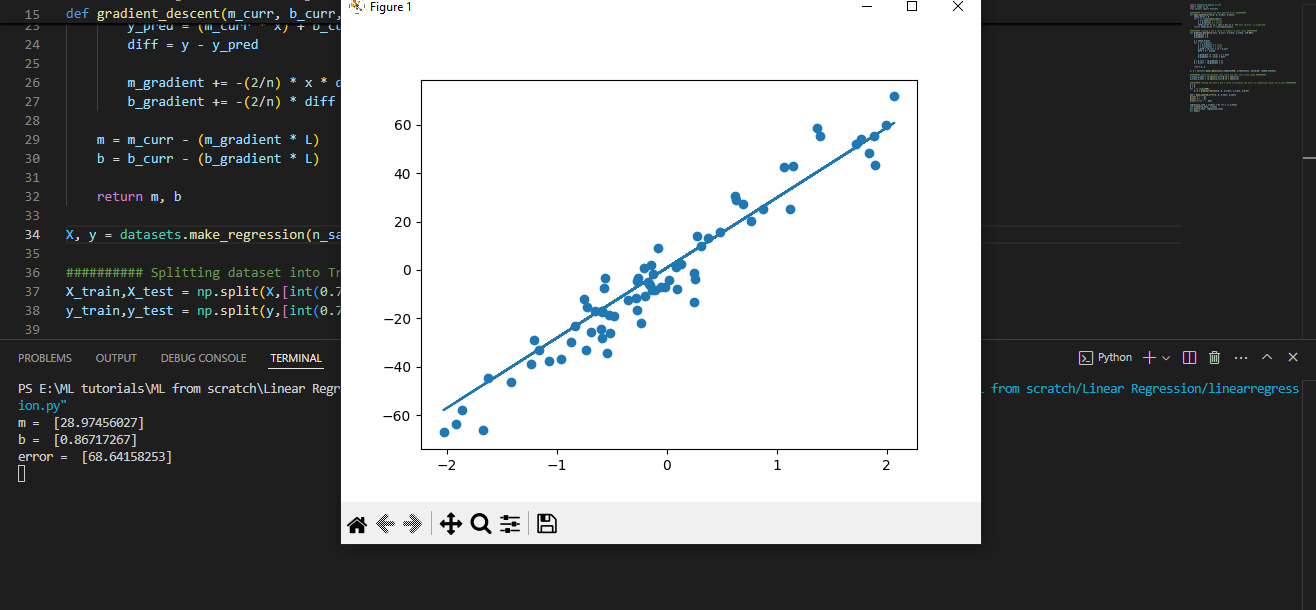 15 def gradient_descent(m_curr, b_curr,
23 y_pred = (m_curr * x) + b_cu
24 diff = y - y_pred
25
26 m_gradient += -(2/n) * x * d
27 b_gradient += -(2/n) * diff
28
29 m = m_curr - (m_gradient * L)
30 b = b_curr - (b_gradient * L)
31
32 return m, b
33
34 X, y = datasets.make_regression(n_sa
35
36 ########## Splitting dataset into Tr
37 X_train,X_test = np.split(X,[int(0.7
38 y_train,y_test = np.split(y,[int(0.7
39
Figure 1
60
40
20
0
−20
−40
−60
−2 −1 0 1 2
PROBLEMS OUTPUT DEBUG CONSOLE TERMINAL
Python
PS E:\ML tutorials\ML from scratch\Linear Regr
from scratch/Linear Regression/linearregress
ion.py"
m = [28.97456027]
b = [0.86717267]
error = [68.64158253]